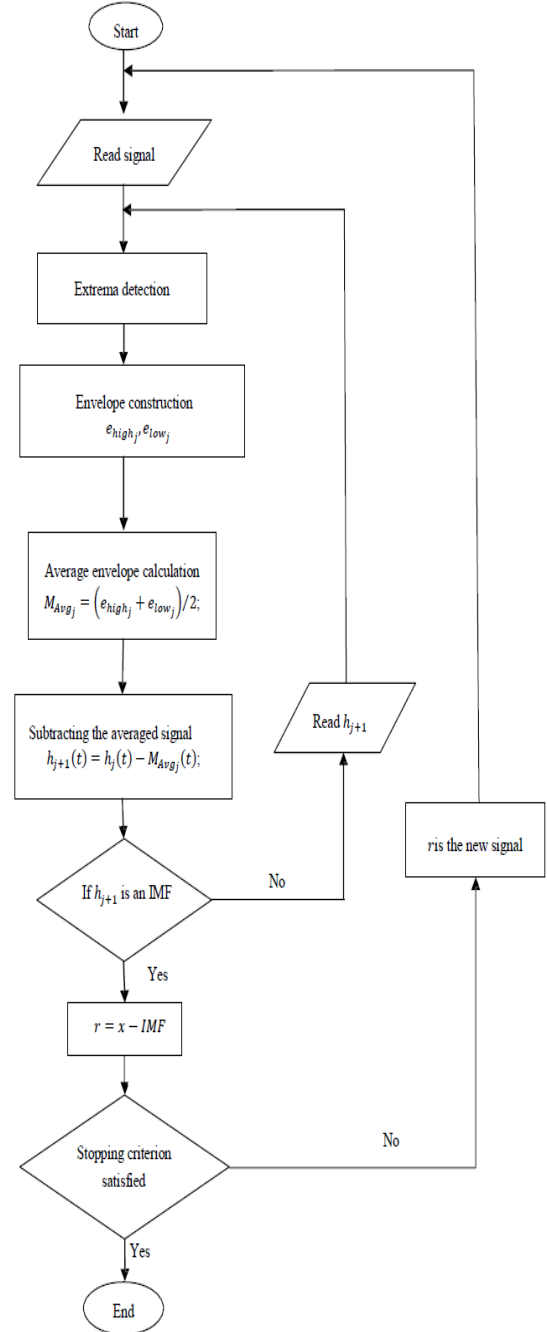 Start
Read signal
Extrema detection
Envelope construction
e_{high_j}, e_{low_j}
Average envelope calculation
M_{Avg_j} = (e_{high_j} + e_{low_j})/2;
Subtracting the averaged signal
h_{j+1}(t) = h_j(t) − M_{Avg_j}(t);
Read h_{j+1}
If h_{j+1} is an IMF
No
Yes
r is the new signal
r = x − IMF
Stopping criterion
satisfied
No
Yes
End